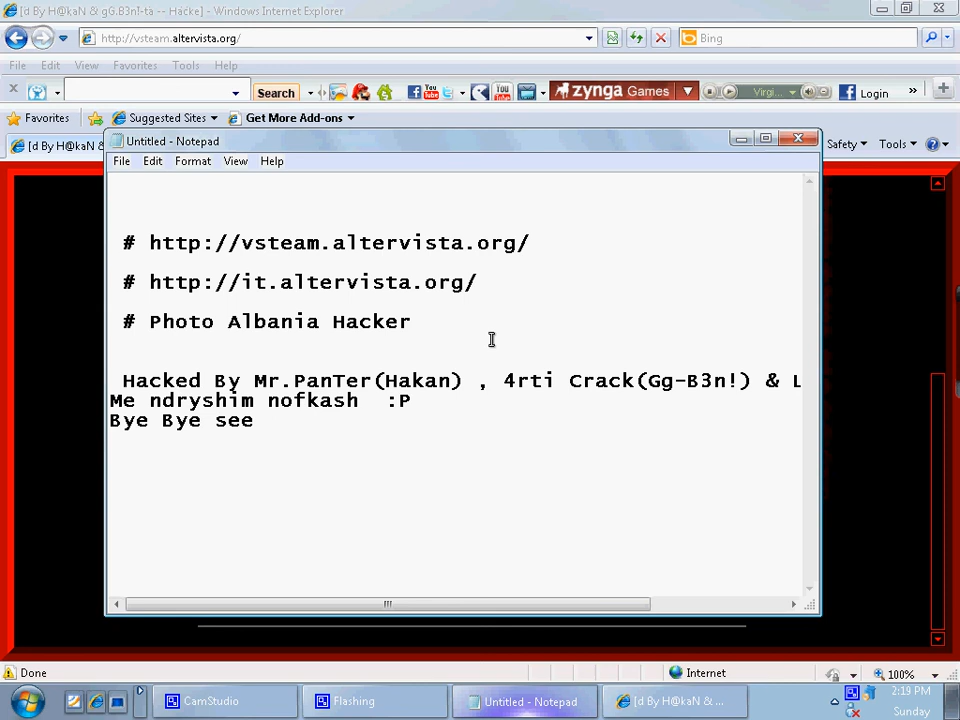 [d By H@kaN & gG.B3n!-ta -- Hacke] - Windows Internet Explorer
http://vsteam.altervista.org/
Bing
File Edit View Favorites Tools Help
Search
You Tube
zynga Games
Virgi...
Login
Favorites
Suggested Sites
Get More Add-ons
[d By H@kaN &
Untitled - Notepad
Safety
Tools
File Edit Format View Help
# http://vsteam.altervista.org/
# http://it.altervista.org/
# Photo Albania Hacker
Hacked By Mr.PanTer(Hakan) , 4rti Crack(Gg-B3n!) & L
Me ndryshim nofkash :P
Bye Bye see
Done
Internet
100%
CamStudio
Flashing
Untitled - Notepad
[d By H@kaN & ...
2:19 PM
Sunday